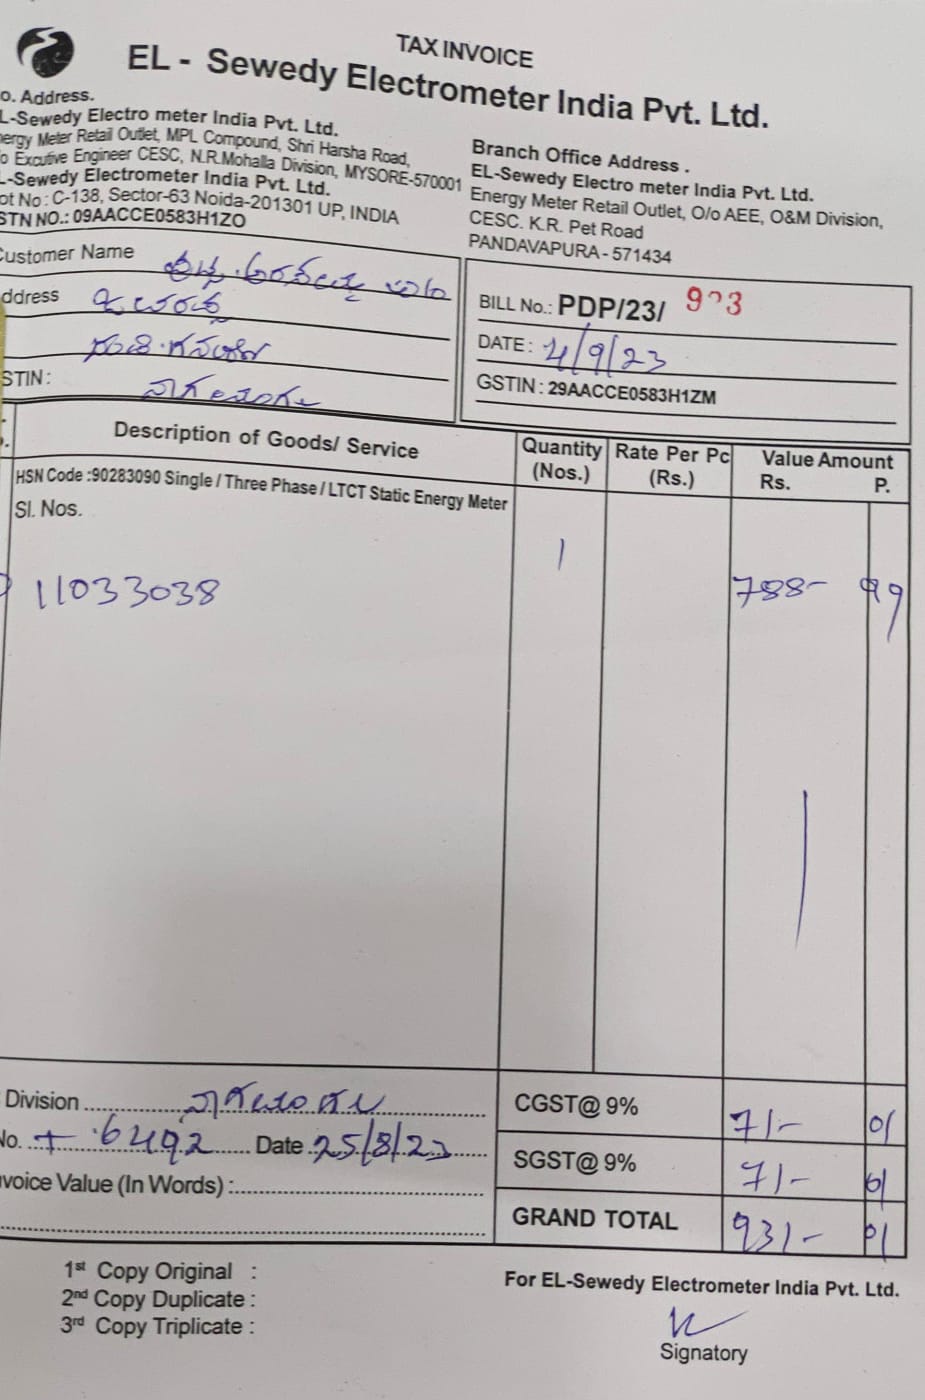 TAX INVOICE
EL - Sewedy Electrometer India Pvt. Ltd.
o. Address.
L-Sewedy Electro meter India Pvt. Ltd.
nergy Meter Retail Outlet, MPL Compound, Shri Harsha Road,
o Excutive Engineer CESC, N.R.Mohalla Division, MYSORE-570001
L-Sewedy Electrometer India Pvt. Ltd.
ot No : C-138, Sector-63 Noida-201301 UP, INDIA
STN NO.: 09AACCE0583H1ZO
Branch Office Address .
EL-Sewedy Electro meter India Pvt. Ltd.
Energy Meter Retail Outlet, O/o AEE, O&M Division,
CESC. K.R. Pet Road
PANDAVAPURA - 571434
Customer Name
ddress
STIN :
BILL No.: PDP/23/ 903
DATE : 4/9/23
GSTIN : 29AACCE0583H1ZM
Description of Goods/ Service
Quantity (Nos.)
Rate Per Pc (Rs.)
Value Amount
Rs. P.
HSN Code :90283090 Single / Three Phase / LTCT Static Energy Meter
Sl. Nos.
11033038 1 788- 99
Division
No. 6492 Date 25/8/23
nvoice Value (In Words) :
CGST@ 9% 71- 01
SGST@ 9% 71- 01
GRAND TOTAL 931- 01
1st Copy Original :
2nd Copy Duplicate :
3rd Copy Triplicate :
For EL-Sewedy Electrometer India Pvt. Ltd.
Signatory